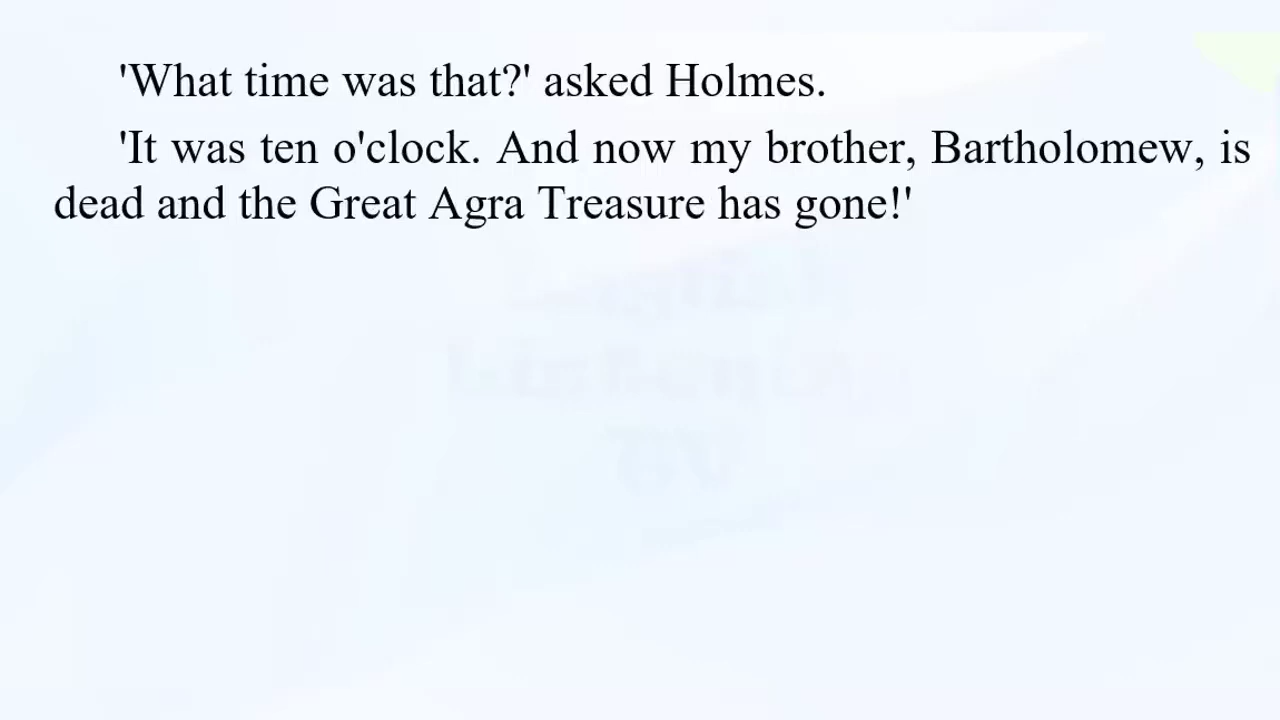 'What time was that?' asked Holmes.
'It was ten o'clock. And now my brother, Bartholomew, is
dead and the Great Agra Treasure has gone!'